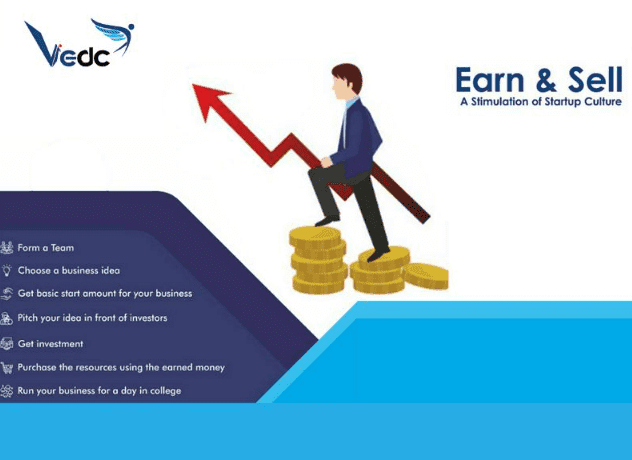 Viedc
Earn & Sell
A Stimulation of Startup Culture
Form a Team
Choose a business idea
Get basic start amount for your business
Pitch your idea in front of investors
Get investment
Purchase the resources using the earned money
Run your business for a day in college